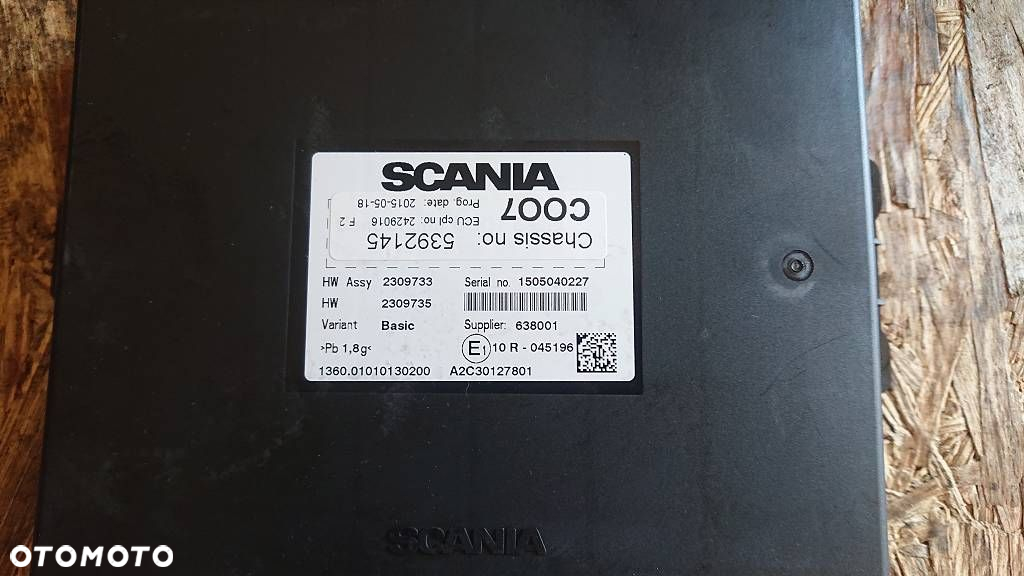 SCANIA
Chassis no:
5392145
ECU cpl no: 2429016 F 2
Prog. date: 2015-05-18
COO7
HW Assy 2309733 Serial no. 1505040227
HW 2309735
Variant Basic Supplier: 638001
>Pb 1,8g< E1 10 R - 045196
1360.01010130200 A2C30127801
SCANIA
OTOMOTO